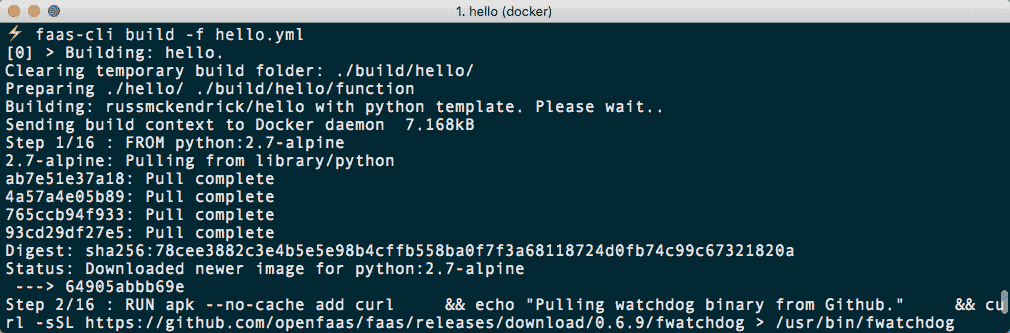 1. hello (docker)
⚡ faas-cli build -f hello.yml
[0] > Building: hello.
Clearing temporary build folder: ./build/hello/
Preparing ./hello/ ./build/hello/function
Building: russmckendrick/hello with python template. Please wait..
Sending build context to Docker daemon  7.168kB
Step 1/16 : FROM python:2.7-alpine
2.7-alpine: Pulling from library/python
ab7e51e37a18: Pull complete
4a57a4e05b89: Pull complete
765ccb94f933: Pull complete
93cd29df27e5: Pull complete
Digest: sha256:78cee3882c3e4b5e5e98b4cffb558ba0f7f3a68118724d0fb74c99c67321820a
Status: Downloaded newer image for python:2.7-alpine
 ---> 64905abbb69e
Step 2/16 : RUN apk --no-cache add curl     && echo "Pulling watchdog binary from Github."     && cu
rl -sSL https://github.com/openfaas/faas/releases/download/0.6.9/fwatchdog > /usr/bin/fwatchdog